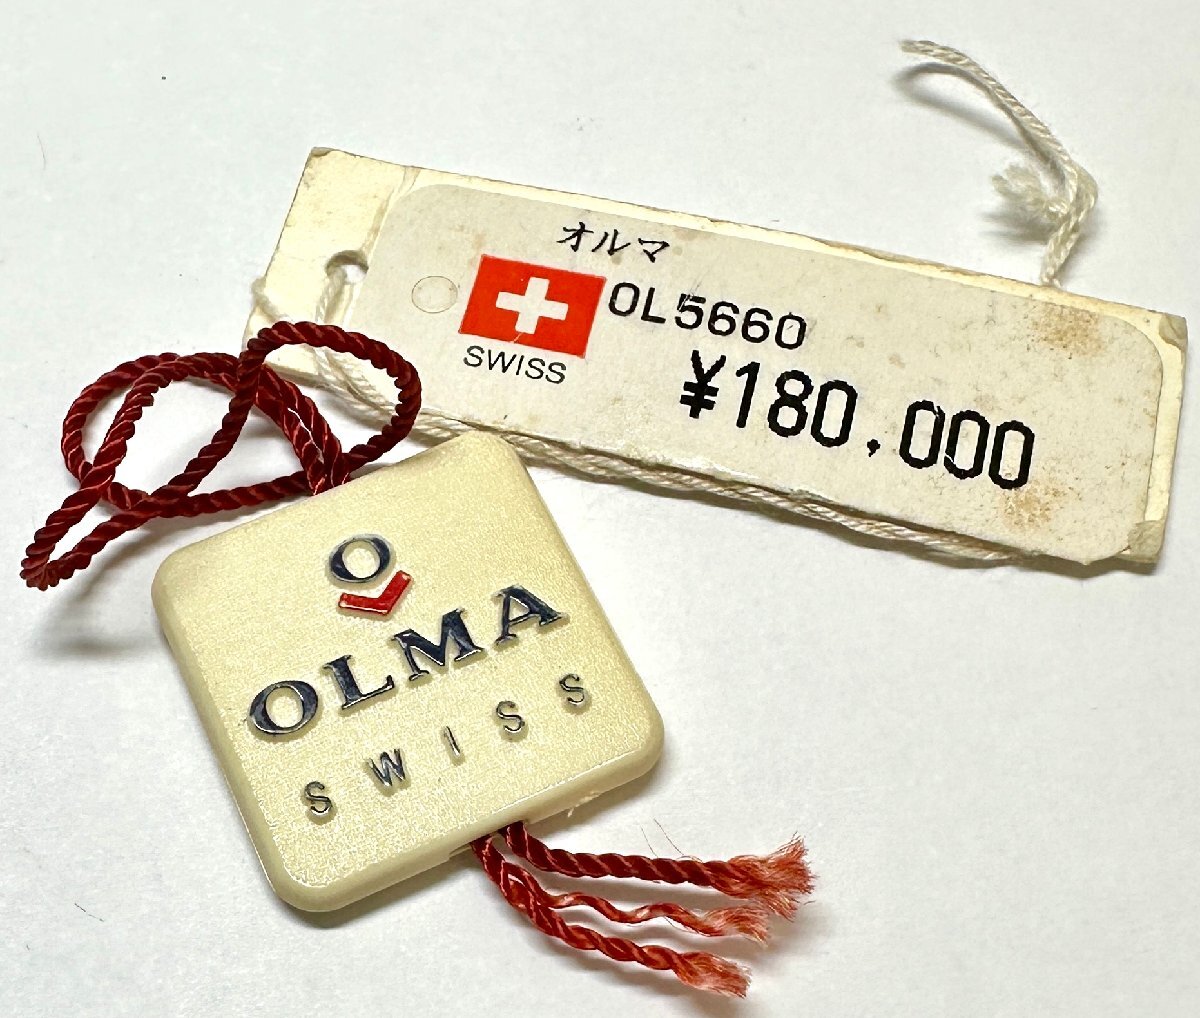 オルマ
OL5660
SWISS
¥180.000
O
OLMA
SWISS